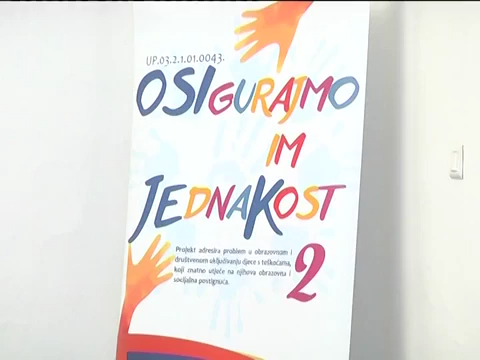 UP.03.2.1.01.0043.
OSIGURAJMO
IM
JEDNAKOST
2
Projekt adresira problem u obrazovnom i
društvenom uključivanju djece s teškoćama,
koji znatno utječe na njihova obrazovna i
socijalna postignuća.